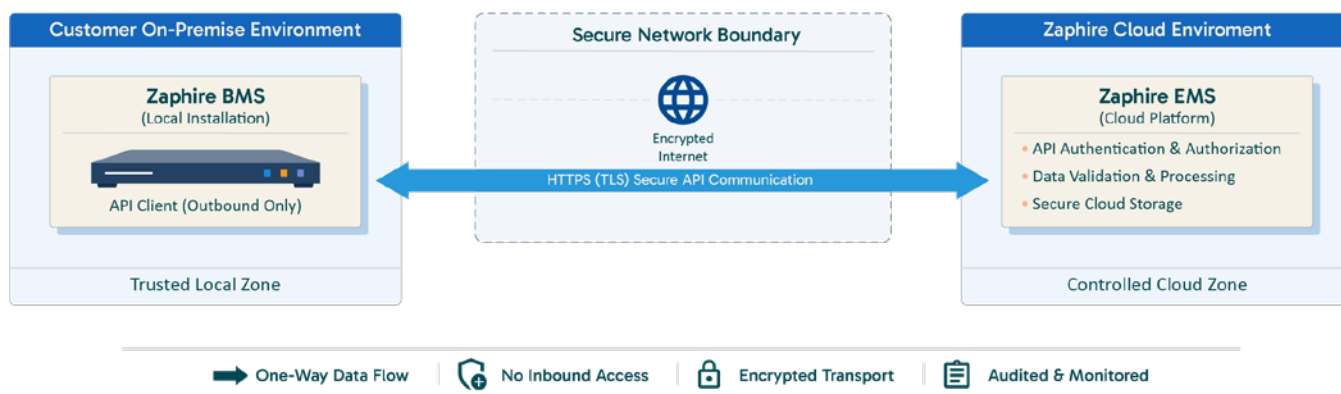 Customer On-Premise Environment
Zaphire BMS
(Local Installation)
API Client (Outbound Only)
Trusted Local Zone
Secure Network Boundary
Encrypted
Internet
HTTPS (TLS) Secure API Communication
Zaphire Cloud Enviroment
Zaphire EMS
(Cloud Platform)
• API Authentication & Authorization
• Data Validation & Processing
• Secure Cloud Storage
Controlled Cloud Zone
One-Way Data Flow
No Inbound Access
Encrypted Transport
Audited & Monitored